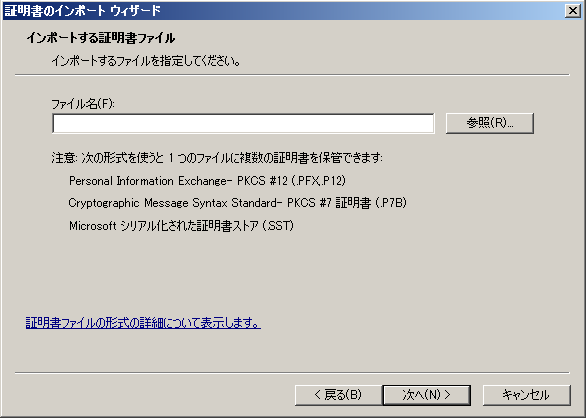 証明書のインポート ウィザード
インポートする証明書ファイル
インポートするファイルを指定してください。
ファイル名(F):
参照(R)...
注意: 次の形式を使うと 1 つのファイルに複数の証明書を保管できます:
Personal Information Exchange- PKCS #12 (.PFX,.P12)
Cryptographic Message Syntax Standard- PKCS #7 証明書 (.P7B)
Microsoft シリアル化された証明書ストア (.SST)
証明書ファイルの形式の詳細について表示します。
< 戻る(B)
次へ(N) >
キャンセル